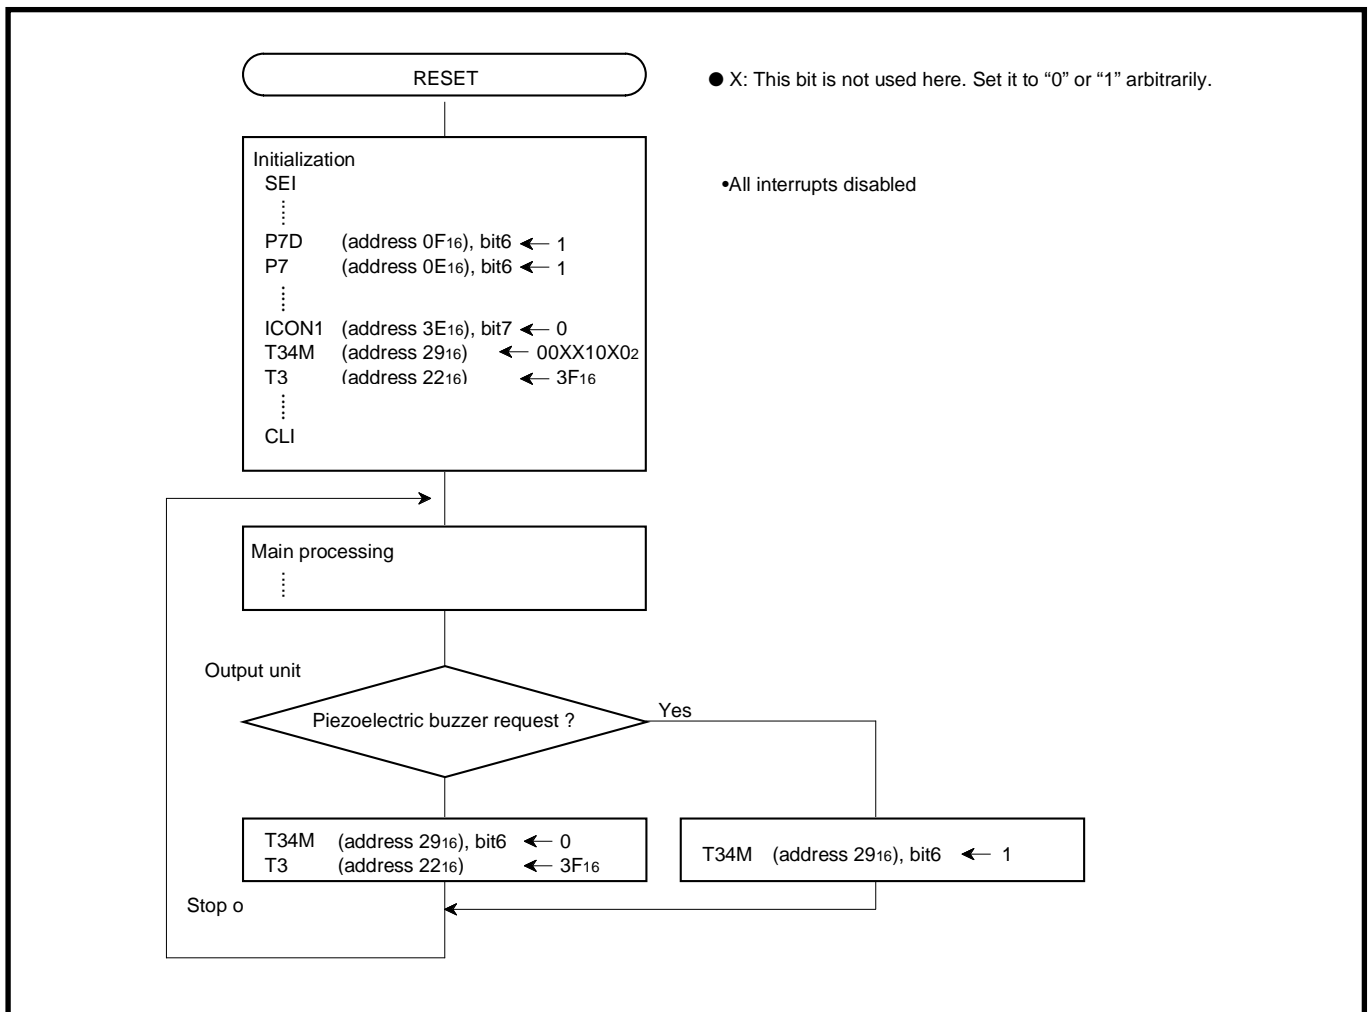 RESET
● X: This bit is not used here. Set it to “0” or “1” arbitrarily.
Initialization
SEI
•All interrupts disabled
P7D (address 0F16), bit6 ← 1
P7 (address 0E16), bit6 ← 1
ICON1 (address 3E16), bit7 ← 0
T34M (address 2916) ← 00XX10X02
T3 (address 2216) ← 3F16
CLI
Main processing
Output unit
Piezoelectric buzzer request ?
Yes
T34M (address 2916), bit6 ← 0
T3 (address 2216) ← 3F16
T34M (address 2916), bit6 ← 1
Stop o